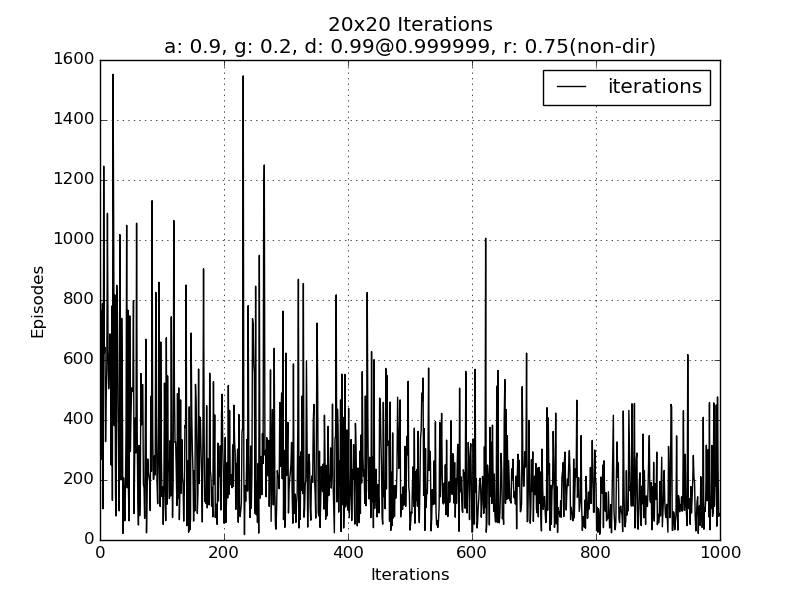 20x20 Iterations
a: 0.9, g: 0.2, d: 0.99@0.999999, r: 0.75(non-dir)
iterations
1600
1400
1200
1000
800
600
400
200
0
Episodes
0 200 400 600 800 1000
Iterations